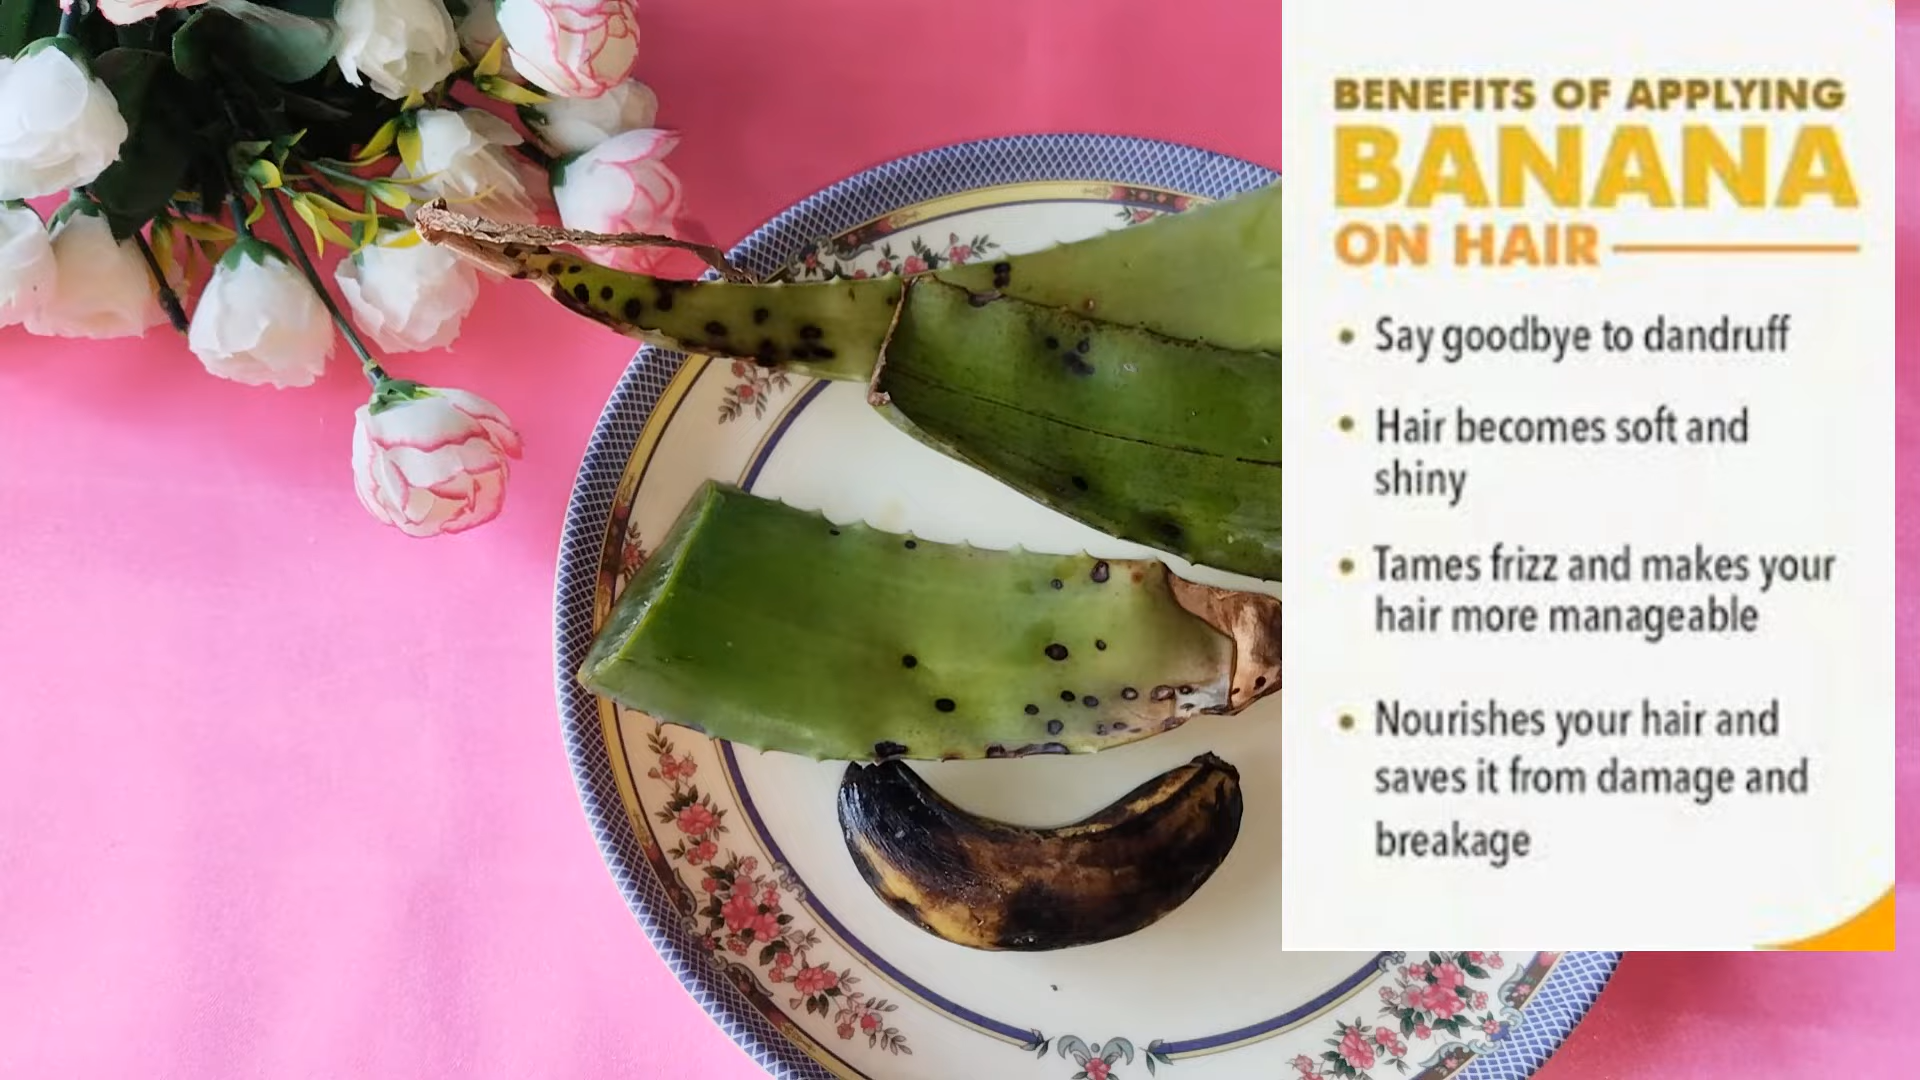 BENEFITS OF APPLYING
BANANA
ON HAIR
• Say goodbye to dandruff
• Hair becomes soft and
shiny
• Tames frizz and makes your
hair more manageable
• Nourishes your hair and
saves it from damage and
breakage